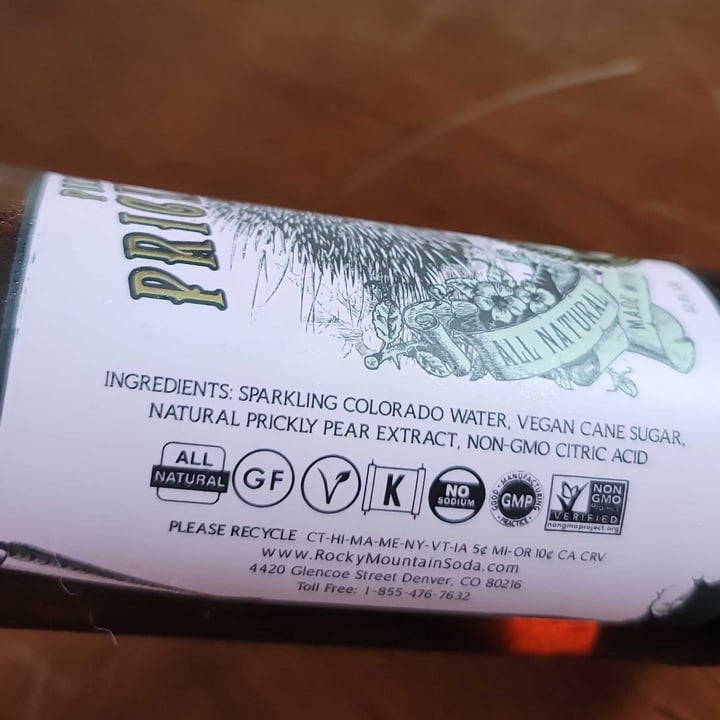 ALL NATURAL
MADE
INGREDIENTS: SPARKLING COLORADO WATER, VEGAN CANE SUGAR,
NATURAL PRICKLY PEAR EXTRACT, NON-GMO CITRIC ACID
ALL
NATURAL
GF
V
K
NO
SODIUM
GOOD MANUFACTURING
GMP
PRACTICE
NON
GMO
VERIFIED
nongmoproject.org
PLEASE RECYCLE CT-HI-MA-ME-NY-VT-IA 5¢ MI-OR 10¢ CA CRV
www.RockyMountainSoda.com
4420 Glencoe Street Denver, CO 80216
Toll Free: 1-855-476-7632